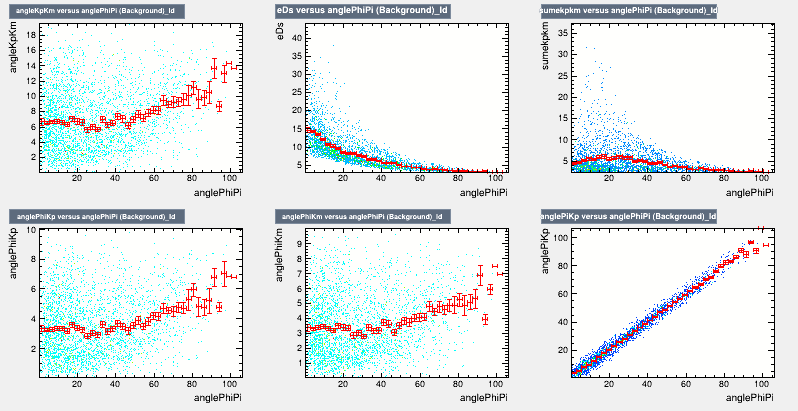 angleKpKm versus anglePhiPi (Background)_Id
angleKpKm
18
16
14
12
10
8
6
4
2
20 40 60 80 100
anglePhiPi
eDs versus anglePhiPi (Background)_Id
eDs
40
35
30
25
20
15
10
5
20 40 60 80 100
anglePhiPi
sumekpkm versus anglePhiPi (Background)_Id
sumekpkm
35
30
25
20
15
10
5
20 40 60 80 100
anglePhiPi
anglePhiKp versus anglePhiPi (Background)_Id
anglePhiKp
10
8
6
4
2
0 20 40 60 80 100
anglePhiPi
anglePhiKm versus anglePhiPi (Background)_Id
anglePhiKm
9
8
7
6
5
4
3
2
1
20 40 60 80 100
anglePhiPi
anglePiKp versus anglePhiPi (Background)_Id
anglePiKp
100
80
60
40
20
20 40 60 80 100
anglePhiPi